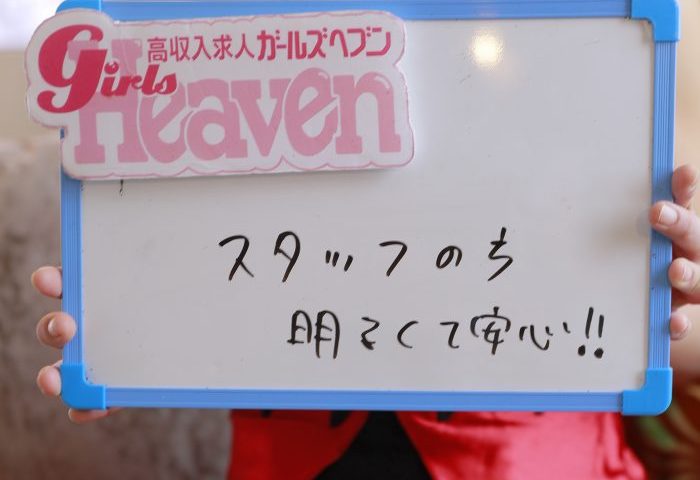 高収入求人ガールズヘブン
Girls
Heaven
スタッフの方
明るくて安心!!